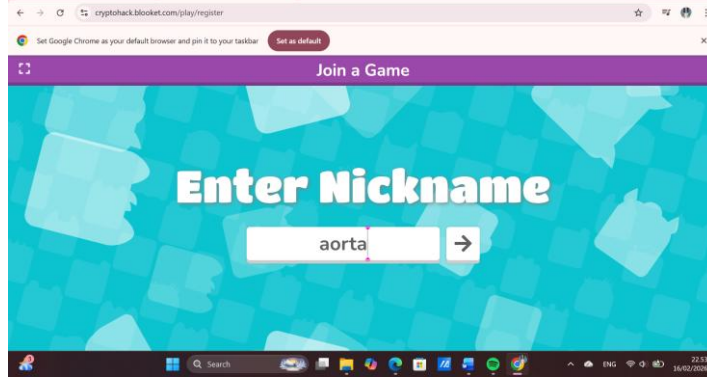 cryptohack.blooket.com/play/register
Set Google Chrome as your default browser and pin it to your taskbar Set as default
Join a Game
Enter Nickname
aorta
Search
ENG
22.53
16/02/2026